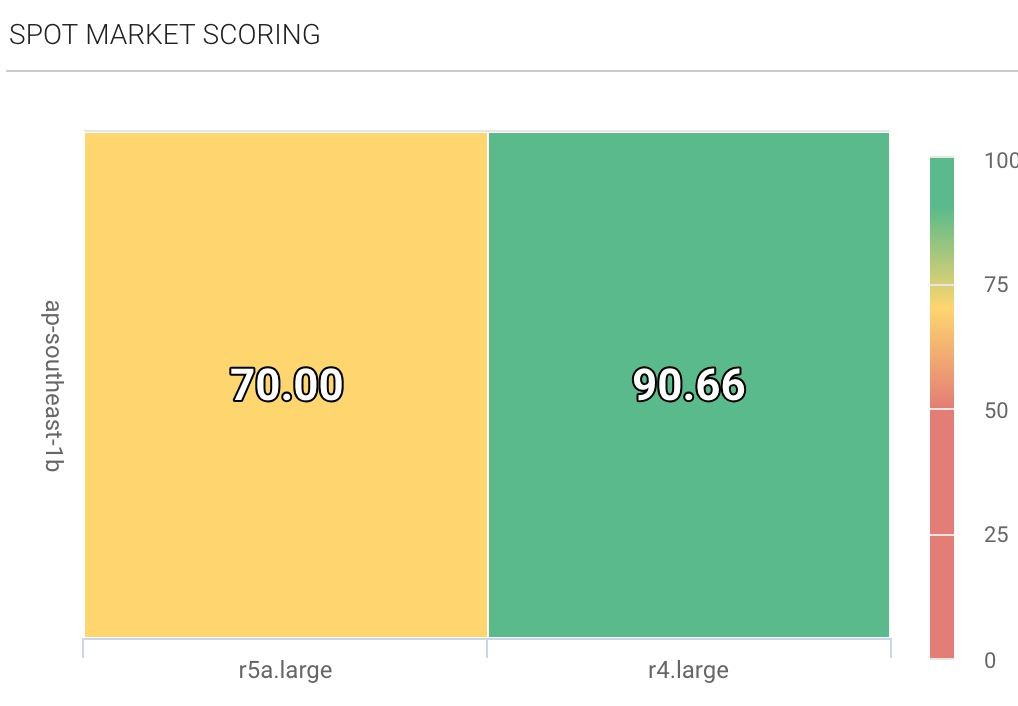 SPOT MARKET SCORING
ap-southeast-1b
70.00
90.66
r5a.large
r4.large
100
75
50
25
0